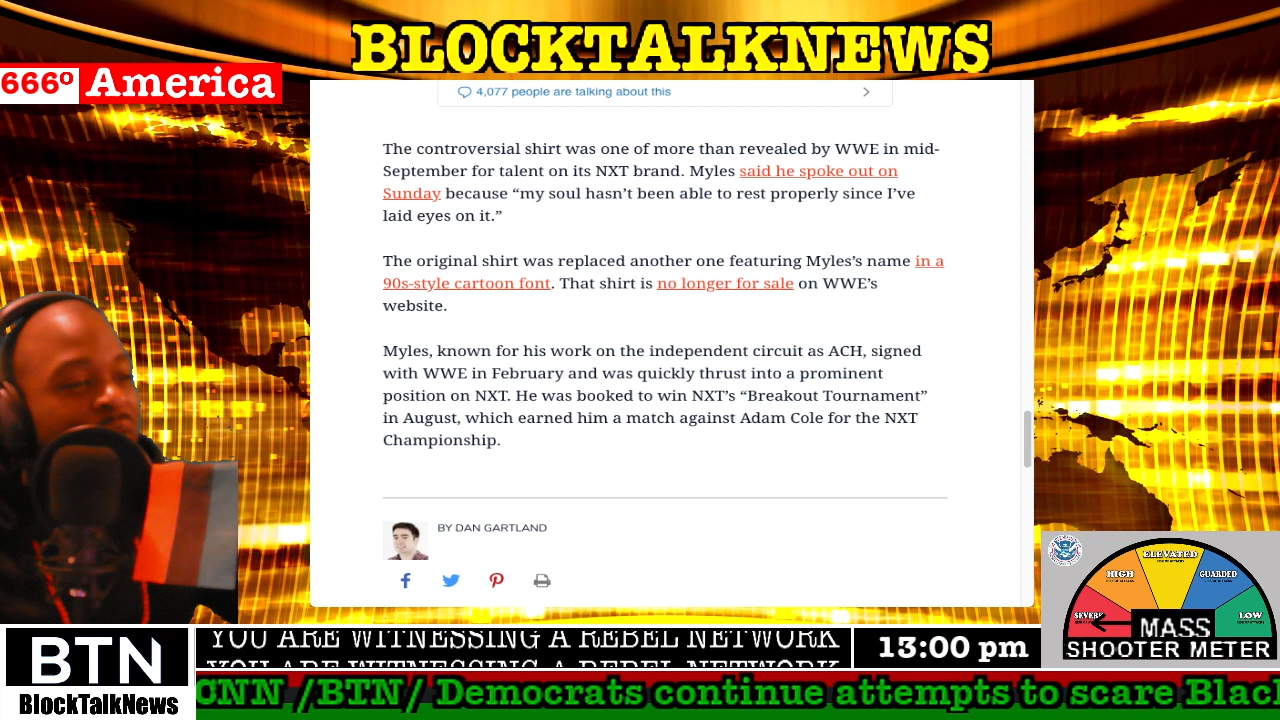 BLOCKTALKNEWS
666º America
4,077 people are talking about this
The controversial shirt was one of more than revealed by WWE in mid-
September for talent on its NXT brand. Myles said he spoke out on
Sunday because “my soul hasn’t been able to rest properly since I’ve
laid eyes on it.”
The original shirt was replaced another one featuring Myles’s name in a
90s-style cartoon font. That shirt is no longer for sale on WWE’s
website.
Myles, known for his work on the independent circuit as ACH, signed
with WWE in February and was quickly thrust into a prominent
position on NXT. He was booked to win NXT’s “Breakout Tournament”
in August, which earned him a match against Adam Cole for the NXT
Championship.
BY DAN GARTLAND
ELEVATED
HIGH
GUARDED
SEVERE
LOW
MASS
SHOOTER METER
BTN
BlockTalkNews
YOU ARE WITNESSING A REBEL NETWORK
YOU ARE WITNESSING A REBEL NETWORK
13:00 pm
CNN /BTN/ Democrats continue attempts to scare Blac